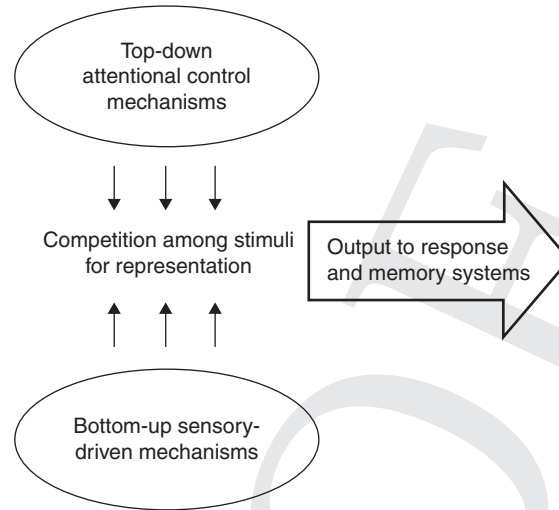 Top-down
attentional control
mechanisms
Competition among stimuli
for representation
Output to response
and memory systems
Bottom-up sensory-
driven mechanisms